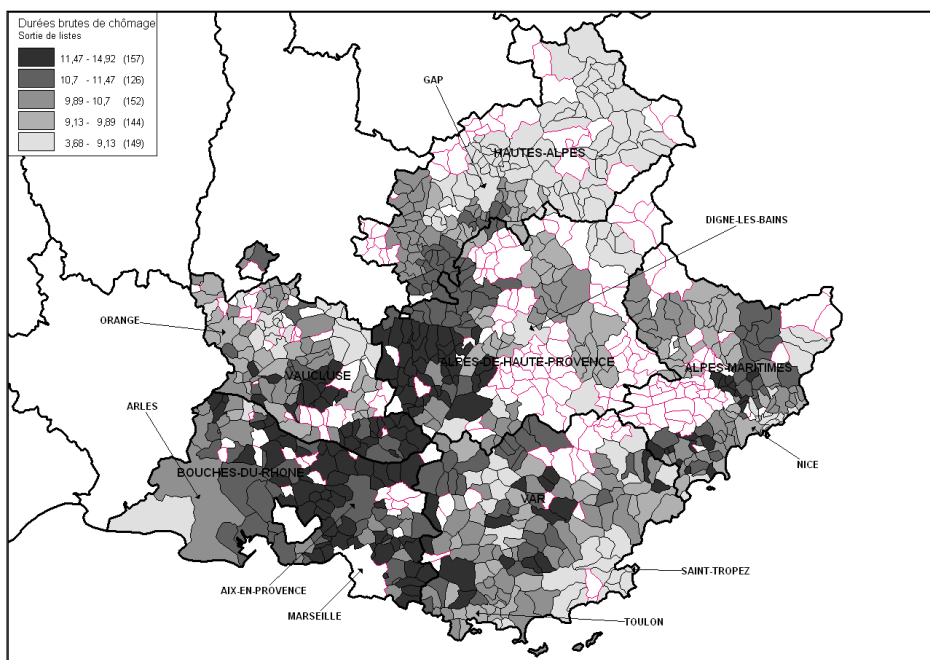 Durées brutes de chômage
Sortie de listes
11,47 - 14,92 (157)
10,7 - 11,47 (126)
9,89 - 10,7 (152)
9,13 - 9,89 (144)
3,68 - 9,13 (149)
GAP
HAUTES-ALPES
DIGNE-LES-BAINS
ORANGE
ALPES-DE-HAUTE-PROVENCE
ALPES-MARITIMES
VAUCLUSE
ARLES
BOUCHES-DU-RHONE
NICE
VAR
SAINT-TROPEZ
AIX-EN-PROVENCE
MARSEILLE
TOULON